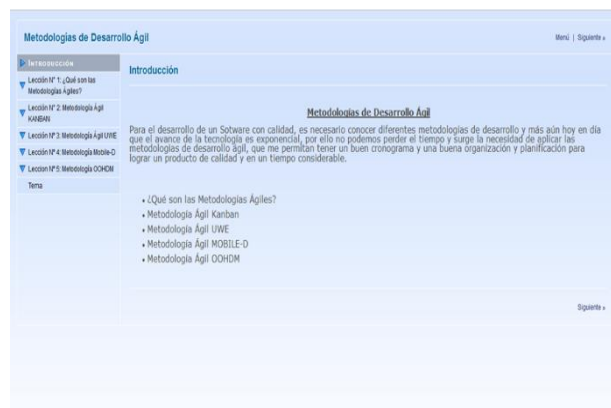 Metodologias de Desarrollo Ágil
Menú | Siguiente »
Introducción
Lección Nº 1: ¿Qué son las
Metodologías Ágiles?
Lección Nº 2: Metodología Ágil
KANBAN
Lección Nº 3: Metodología Ágil UWE
Lección Nº 4: Metodología Mobile-D
Lección Nº 5: Metodología OOHDM
Tema
Introducción
Metodologías de Desarrollo Ágil
Para el desarrollo de un Sotware con calidad, es necesario conocer diferentes metodologías de desarrollo y más aún hoy en día
que el avance de la tecnología es exponencial, por ello no podemos perder el tiempo y surge la necesidad de aplicar las
metodologías de desarrollo ágil, que me permitan tener un buen cronograma y una buena organización y planificación para
lograr un producto de calidad y en un tiempo considerable.
• ¿Qué son las Metodologías Ágiles?
• Metodología Ágil Kanban
• Metodología Ágil UWE
• Metodología Ágil MOBILE-D
• Metodología Ágil OOHDM
Siguiente »